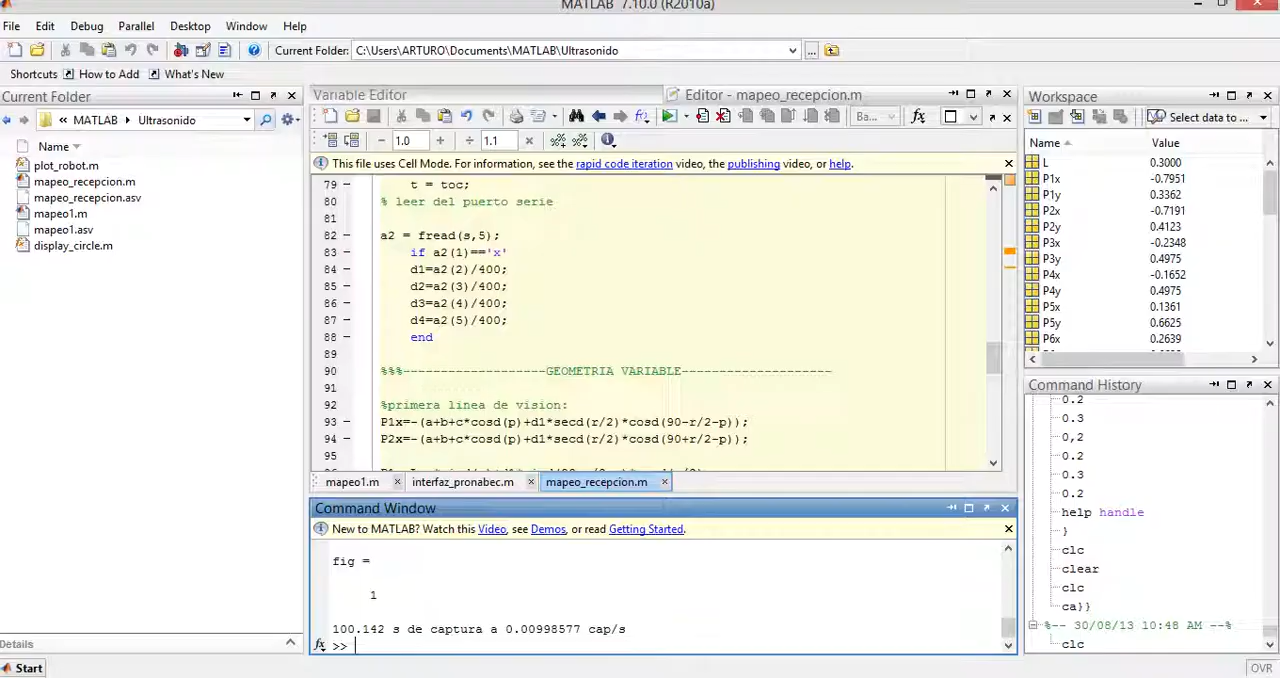 MATLAB 7.10.0 (R2010a)
File Edit Debug Parallel Desktop Window Help
Current Folder: C:\Users\ARTURO\Documents\MATLAB\Ultrasonido
Shortcuts How to Add What's New
Current Folder
« MATLAB Ultrasonido
Name
plot_robot.m
mapeo_recepcion.m
mapeo_recepcion.asv
mapeo1.m
mapeo1.asv
display_circle.m
Details
Variable Editor
Editor - mapeo_recepcion.m
Ba...
− 1.0 + ÷ 1.1 ×
This file uses Cell Mode. For information, see the rapid code iteration video, the publishing video, or help.
79 – t = toc;
80 % leer del puerto serie
81
82 – a2 = fread(s,5);
83 – if a2(1)=='x'
84 – d1=a2(2)/400;
85 – d2=a2(3)/400;
86 – d3=a2(4)/400;
87 – d4=a2(5)/400;
88 – end
89
90 %%%-------------------GEOMETRIA VARIABLE--------------------
91
92 %primera linea de vision:
93 – P1x=-(a+b+c*cosd(p)+d1*secd(r/2)*cosd(90-r/2-p));
94 – P2x=-(a+b+c*cosd(p)+d1*secd(r/2)*cosd(90+r/2-p));
95
mapeo1.m interfaz_pronabec.m mapeo_recepcion.m
Command Window
New to MATLAB? Watch this Video, see Demos, or read Getting Started.
fig =
1
100.142 s de captura a 0.00998577 cap/s
fx >>
Workspace
Select data to ...
Name Value
L 0.3000
P1x -0.7951
P1y 0.3362
P2x -0.7191
P2y 0.4123
P3x -0.2348
P3y 0.4975
P4x -0.1652
P4y 0.4975
P5x 0.1361
P5y 0.6625
P6x 0.2639
Command History
0.2
0.3
0,2
0.2
0.3
0.2
help handle
}
clc
clear
clc
ca}}
%-- 30/08/13 10:48 AM --%
clc
Start
OVR